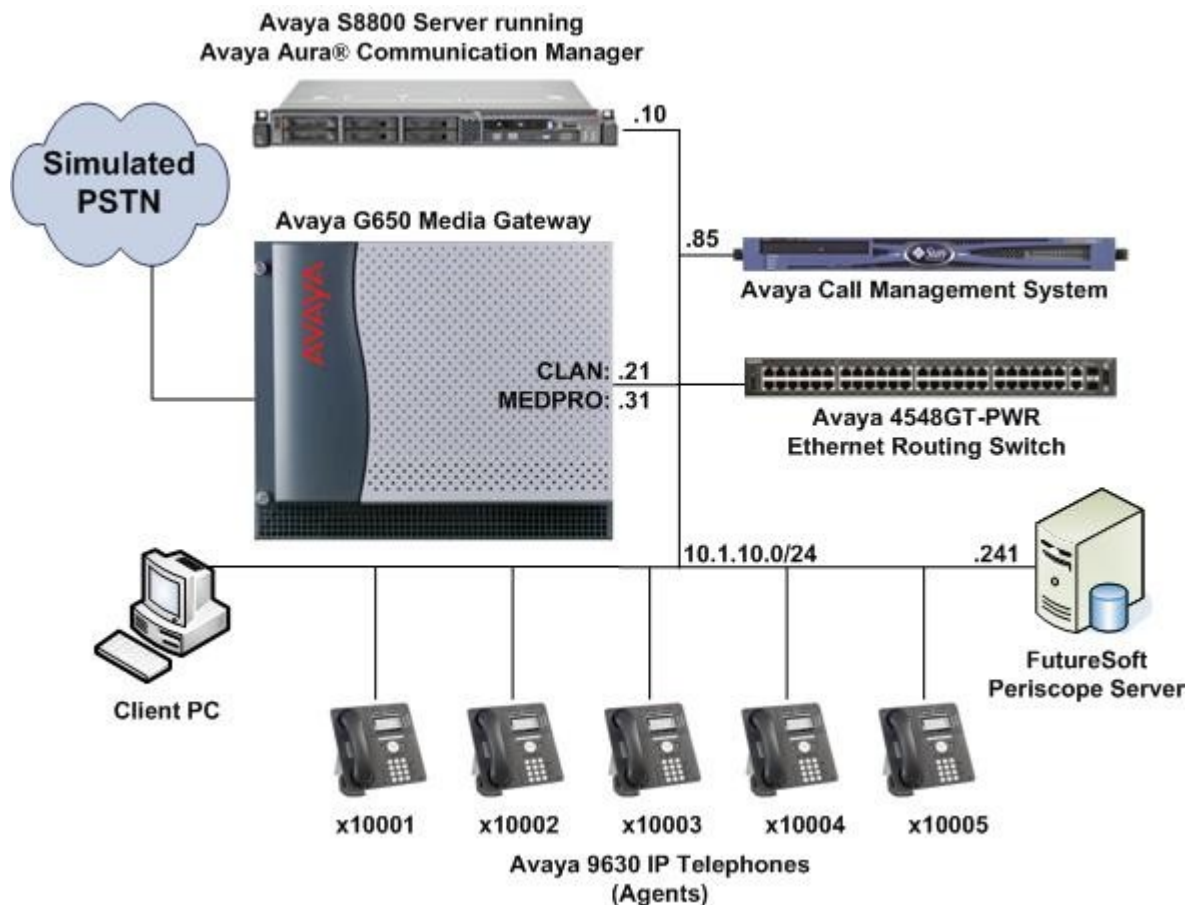 Avaya S8800 Server running
Avaya Aura® Communication Manager
.10
Simulated
PSTN
Avaya G650 Media Gateway
AVAYA
.85
Sun
Avaya Call Management System
CLAN: .21
MEDPRO: .31
Avaya 4548GT-PWR
Ethernet Routing Switch
10.1.10.0/24
.241
Client PC
FutureSoft
Periscope Server
x10001
x10002
x10003
x10004
x10005
Avaya 9630 IP Telephones
(Agents)